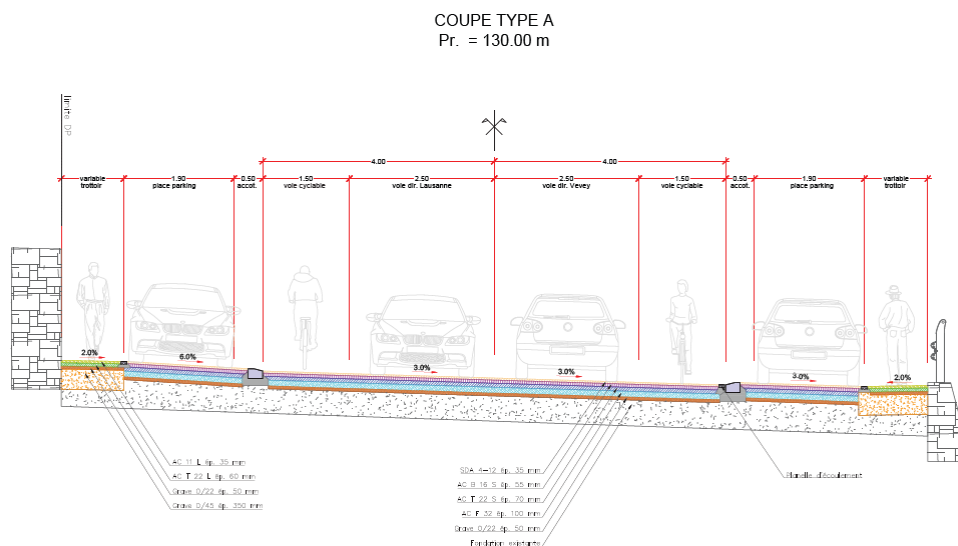 COUPE TYPE A
Pr. = 130.00 m
limite DP
4.00 4.00
variable 1.90 0.50 1.50 2.50 2.50 1.50 0.50 1.90 variable
trottoir place parking accot. voie cyclable voie dir. Lausanne voie dir. Vevey voie cyclable accot. place parking trottoir
2.0% 6.0% 3.0% 3.0% 3.0% 2.0%
AC 11 L ép. 35 mm
AC T 22 L ép. 60 mm
Grave 0/22 ép. 50 mm
Grave 0/45 ép. 350 mm
SDA 4-12 ép. 35 mm
AC B 16 S ép. 55 mm
AC T 22 S ép. 70 mm
AC F 32 ép. 100 mm
Grave 0/22 ép. 50 mm
Fondation existante
Planelle d'écoulement